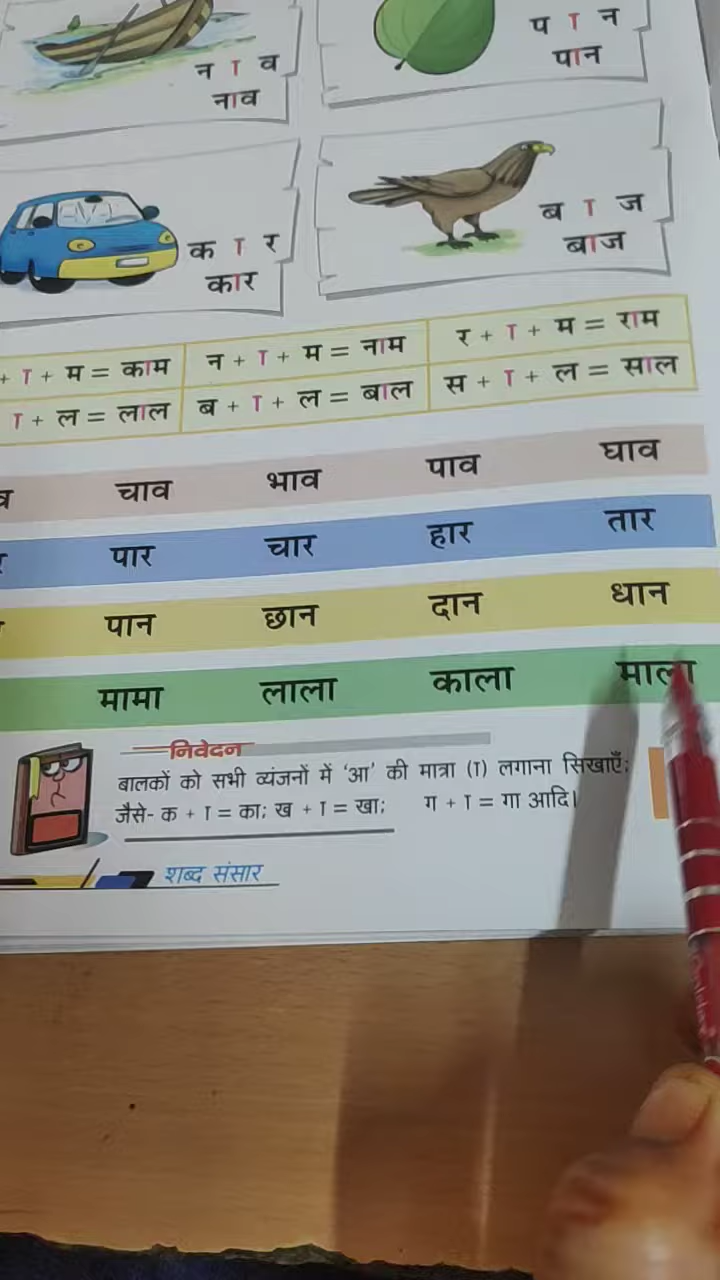 न ा व
नाव
प ा न
पान
क ा र
कार
ब ा ज
बाज
+ ा + म = काम न + ा + म = नाम र + ा + म = राम
ा + ल = लाल ब + ा + ल = बाल स + ा + ल = साल
चाव भाव पाव घाव
पार चार हार तार
पान छान दान धान
मामा लाला काला माला
निवेदन
बालकों को सभी व्यंजनों में 'आ' की मात्रा (ा) लगाना सिखाएँ;
जैसे- क + ा = का; ख + ा = खा; ग + ा = गा आदि।
शब्द संसार